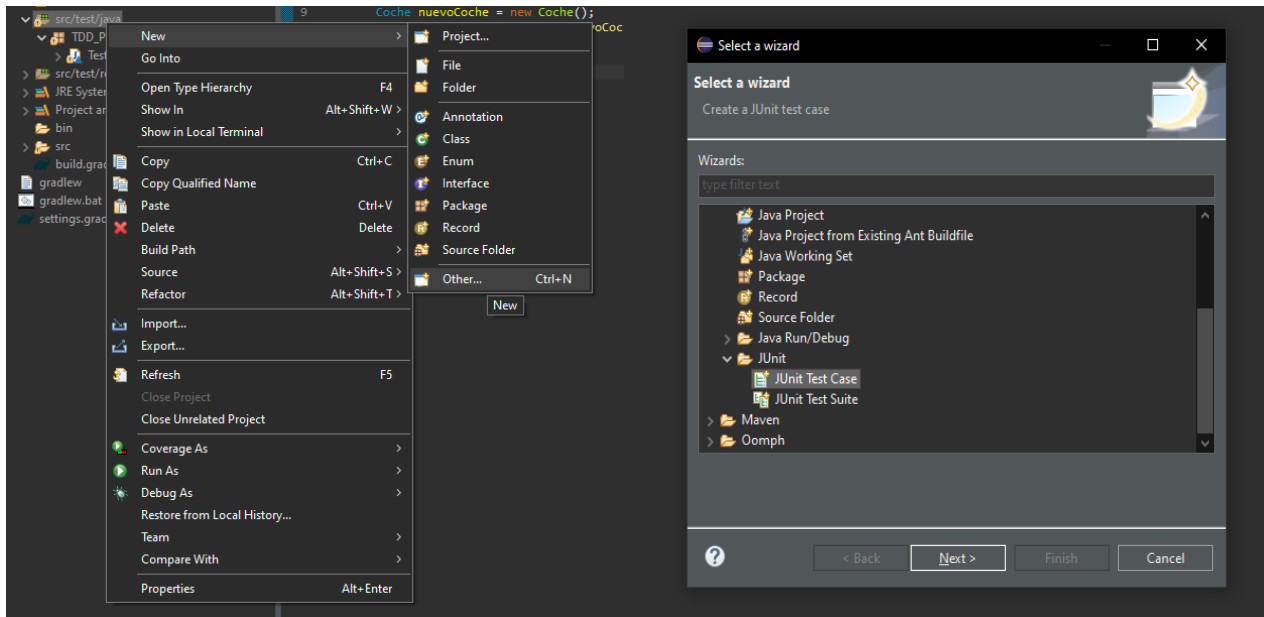 src/test/java
TDD_P
Test
src/test/re
JRE System
Project an
bin
src
build.grad
gradlew
gradlew.bat
settings.grad
9 Coche nuevoCoche = new Coche();
voCoc
New
Go Into
Open Type Hierarchy F4
Show In Alt+Shift+W
Show in Local Terminal
Copy Ctrl+C
Copy Qualified Name
Paste Ctrl+V
Delete Delete
Build Path
Source Alt+Shift+S
Refactor Alt+Shift+T
Import...
Export...
Refresh F5
Close Project
Close Unrelated Project
Coverage As
Run As
Debug As
Restore from Local History...
Team
Compare With
Properties Alt+Enter
Project...
File
Folder
Annotation
Class
Enum
Interface
Package
Record
Source Folder
Other... Ctrl+N
New
Select a wizard
Select a wizard
Create a JUnit test case
Wizards:
type filter text
Java Project
Java Project from Existing Ant Buildfile
Java Working Set
Package
Record
Source Folder
Java Run/Debug
JUnit
JUnit Test Case
JUnit Test Suite
Maven
Oomph
< Back
Next >
Finish
Cancel